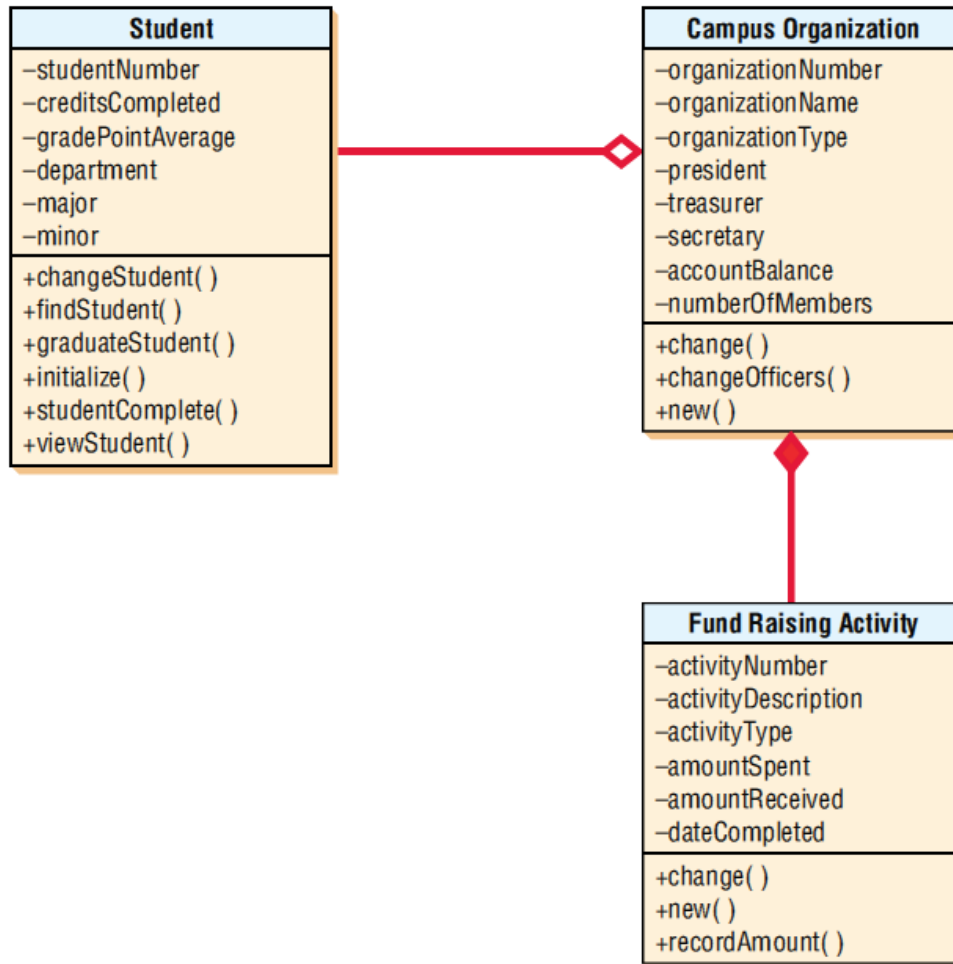 Student
–studentNumber
–creditsCompleted
–gradePointAverage
–department
–major
–minor
+changeStudent( )
+findStudent( )
+graduateStudent( )
+initialize( )
+studentComplete( )
+viewStudent( )
Campus Organization
–organizationNumber
–organizationName
–organizationType
–president
–treasurer
–secretary
–accountBalance
–numberOfMembers
+change( )
+changeOfficers( )
+new( )
Fund Raising Activity
–activityNumber
–activityDescription
–activityType
–amountSpent
–amountReceived
–dateCompleted
+change( )
+new( )
+recordAmount( )